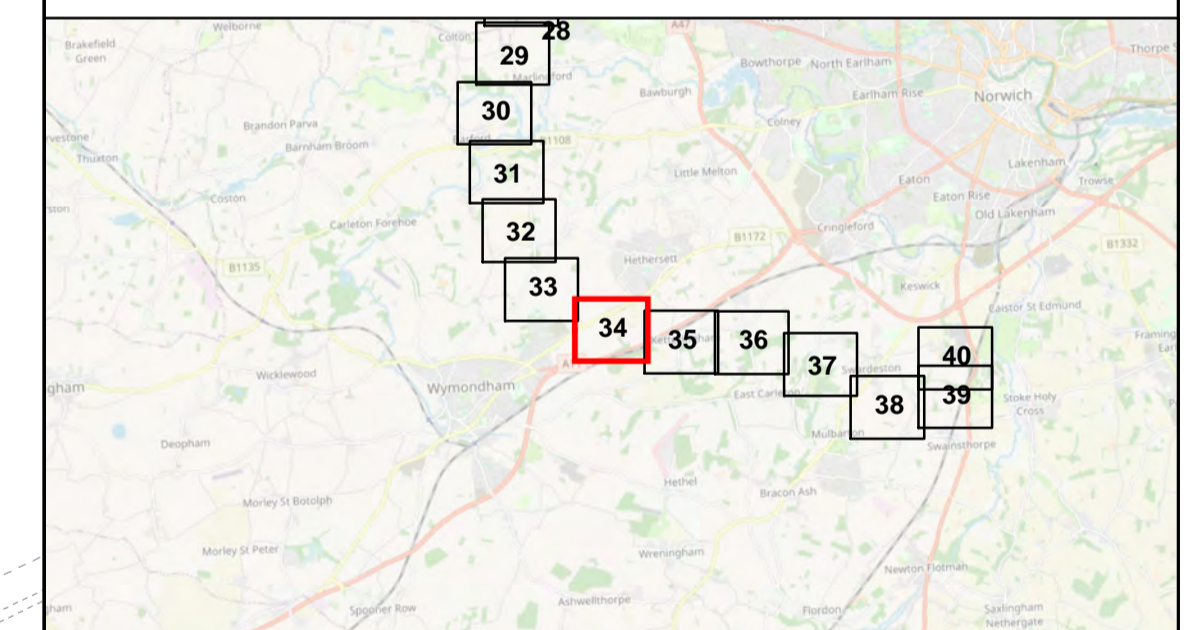 Welborne
Colton
28
A47
Brakefield
Green
29
Thorpe
Marlingford
Bowthorpe
North Earlham
Bawburgh
Earlham Rise
Norwich
30
Brandon Parva
Colney
Barnham Broom
B1108
Thuxton
Lakenham
31
Little Melton
Eaton
Trowse
Coston
Eaton Rise
Old Lakenham
Carleton Forehoe
32
B1172
Cringleford
B1332
Hethersett
B1135
33
Keswick
Caistor St Edmund
34
35
36
40
37
Wicklewood
Wymondham
East Carleton
39
Stoke Holy
Cross
38
Mulbarton
Deopham
Swainsthorpe
Hethel
Bracon Ash
Morley St Botolph
Morley St Peter
Wreningham
Newton Flotman
Spooner Row
Ashwellthorpe
Flordon
Saxlingham
Nethergate